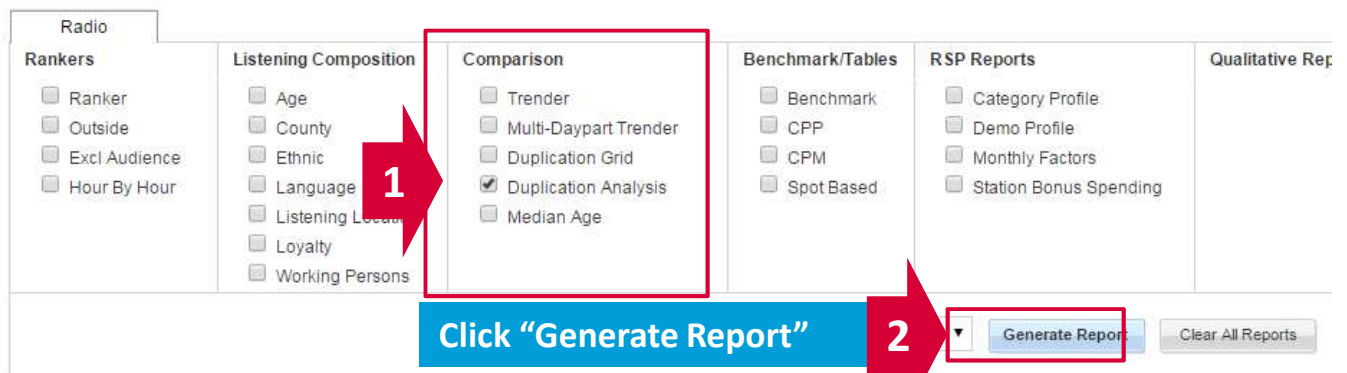 Radio
Rankers
Ranker
Outside
Excl Audience
Hour By Hour
Listening Composition
Age
County
Ethnic
Language
Listening
Loyalty
Working Persons
1
Comparison
Trender
Multi-Daypart Trender
Duplication Grid
Duplication Analysis
Median Age
Benchmark/Tables
Benchmark
CPP
CPM
Spot Based
RSP Reports
Category Profile
Demo Profile
Monthly Factors
Station Bonus Spending
Qualitative Rep
Click “Generate Report”
2
Generate Report
Clear All Reports